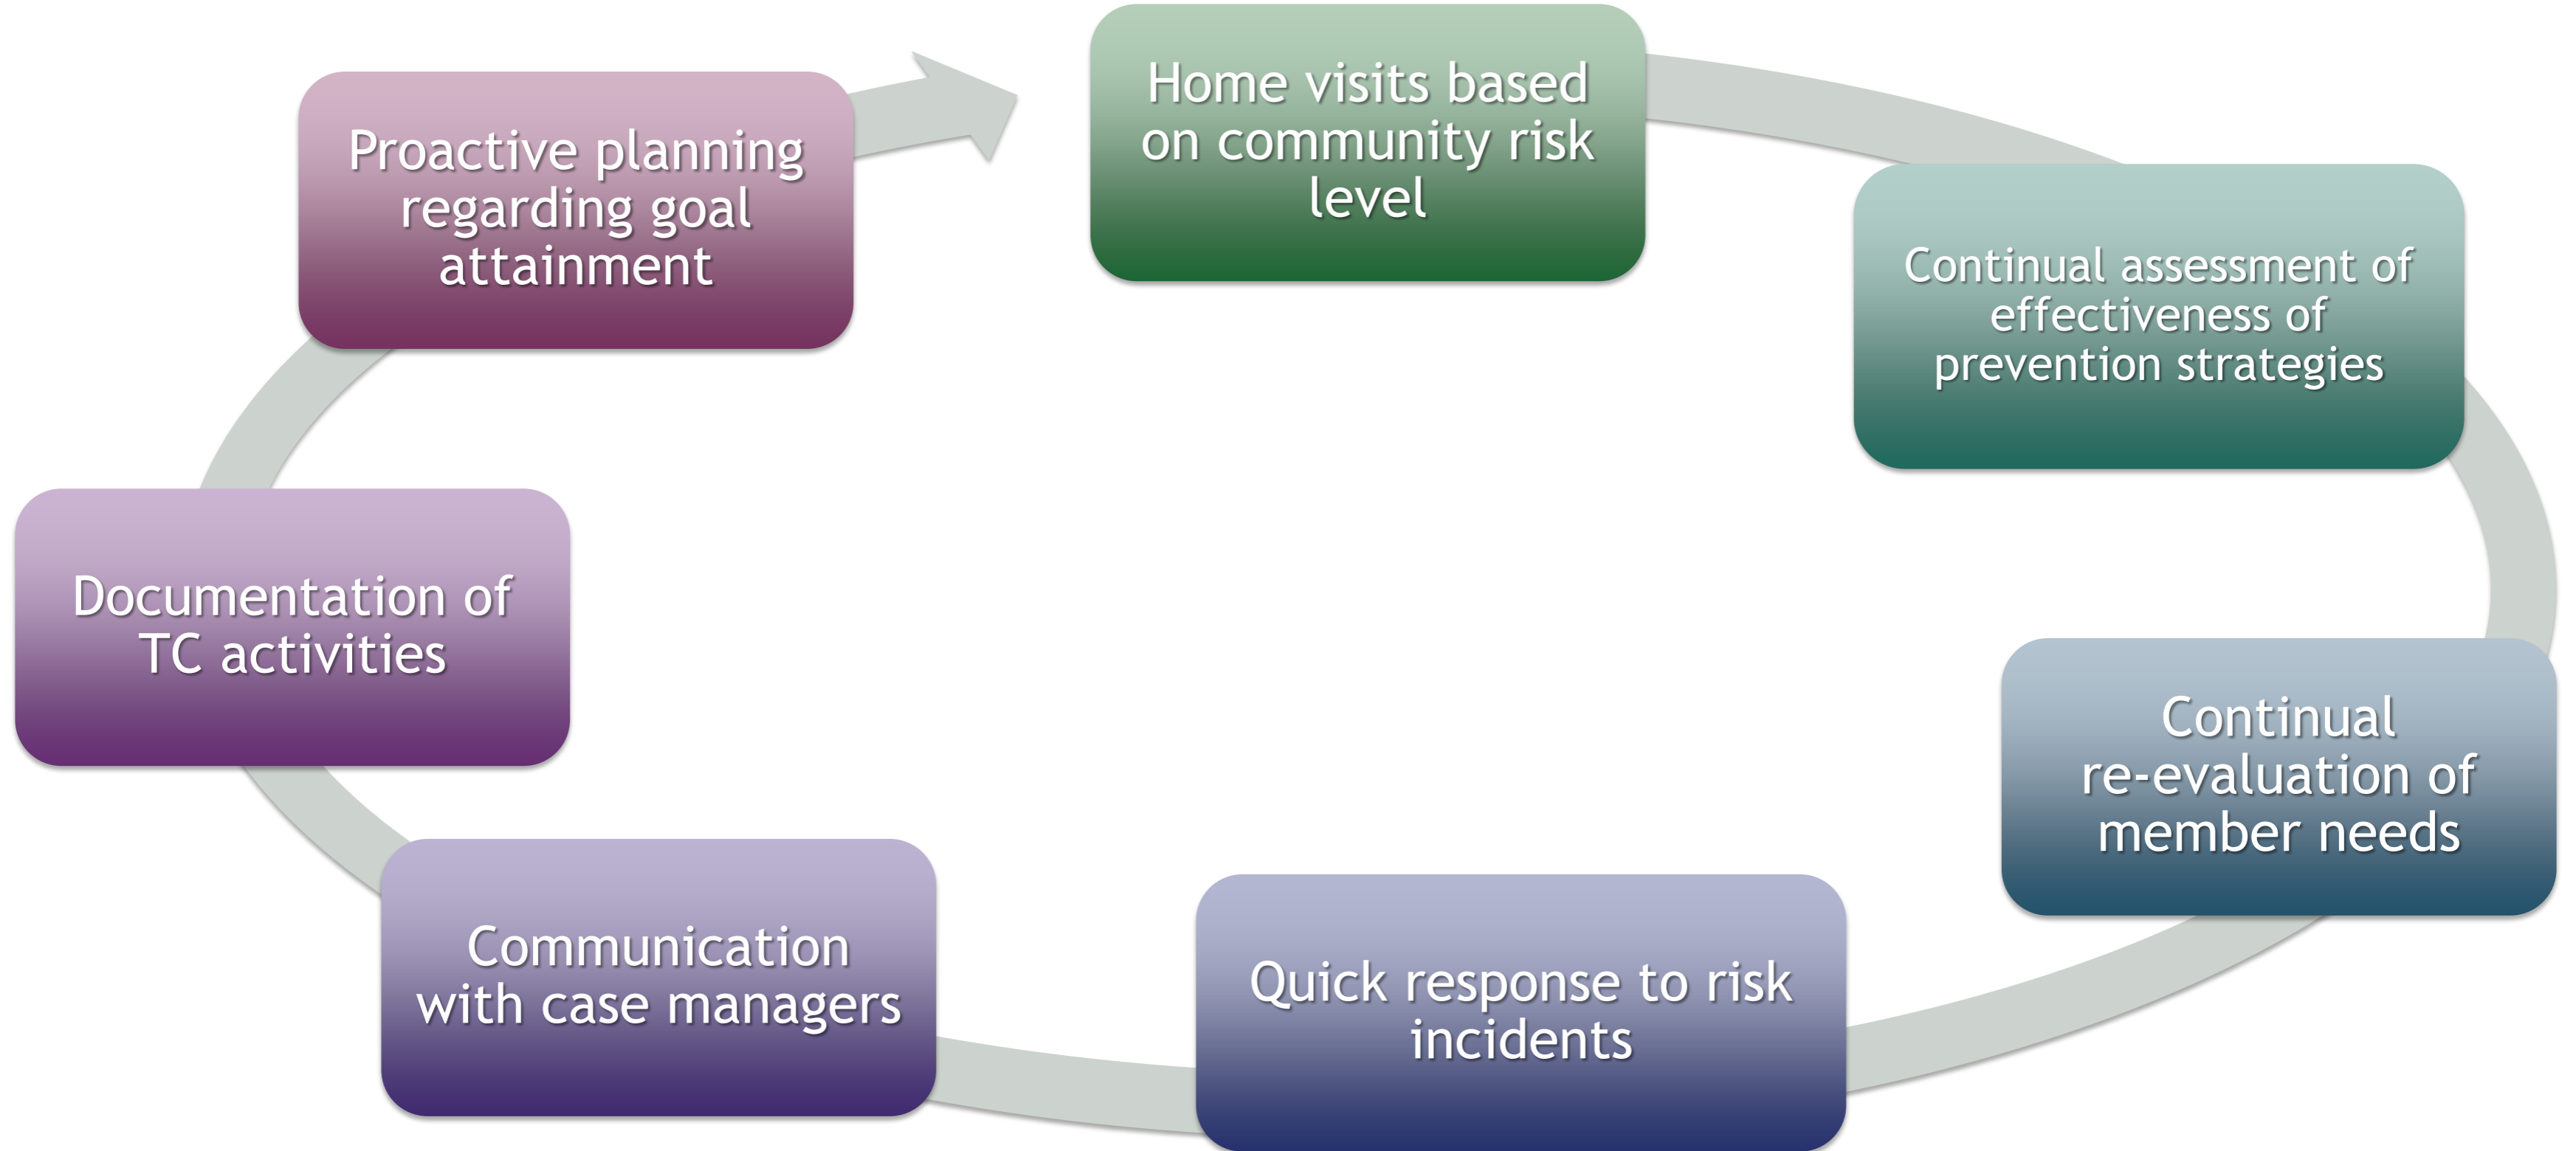 Home visits based
on community risk
level
Continual assessment of
effectiveness of
prevention strategies
Continual
re-evaluation of
member needs
Quick response to risk
incidents
Communication
with case managers
Documentation of
TC activities
Proactive planning
regarding goal
attainment